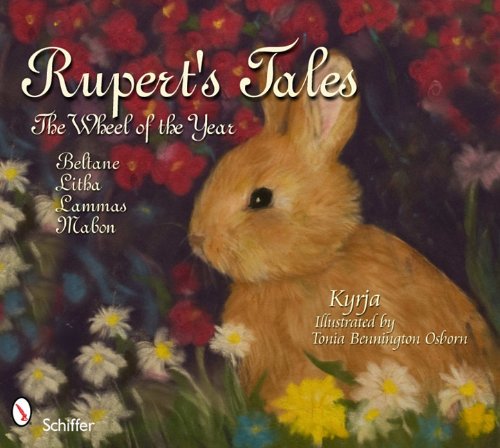 Rupert's Tales
The Wheel of the Year
Beltane
Litha
Lammas
Mabon
Kyrja
Illustrated by
Tonia Bennington Osborn
Schiffer